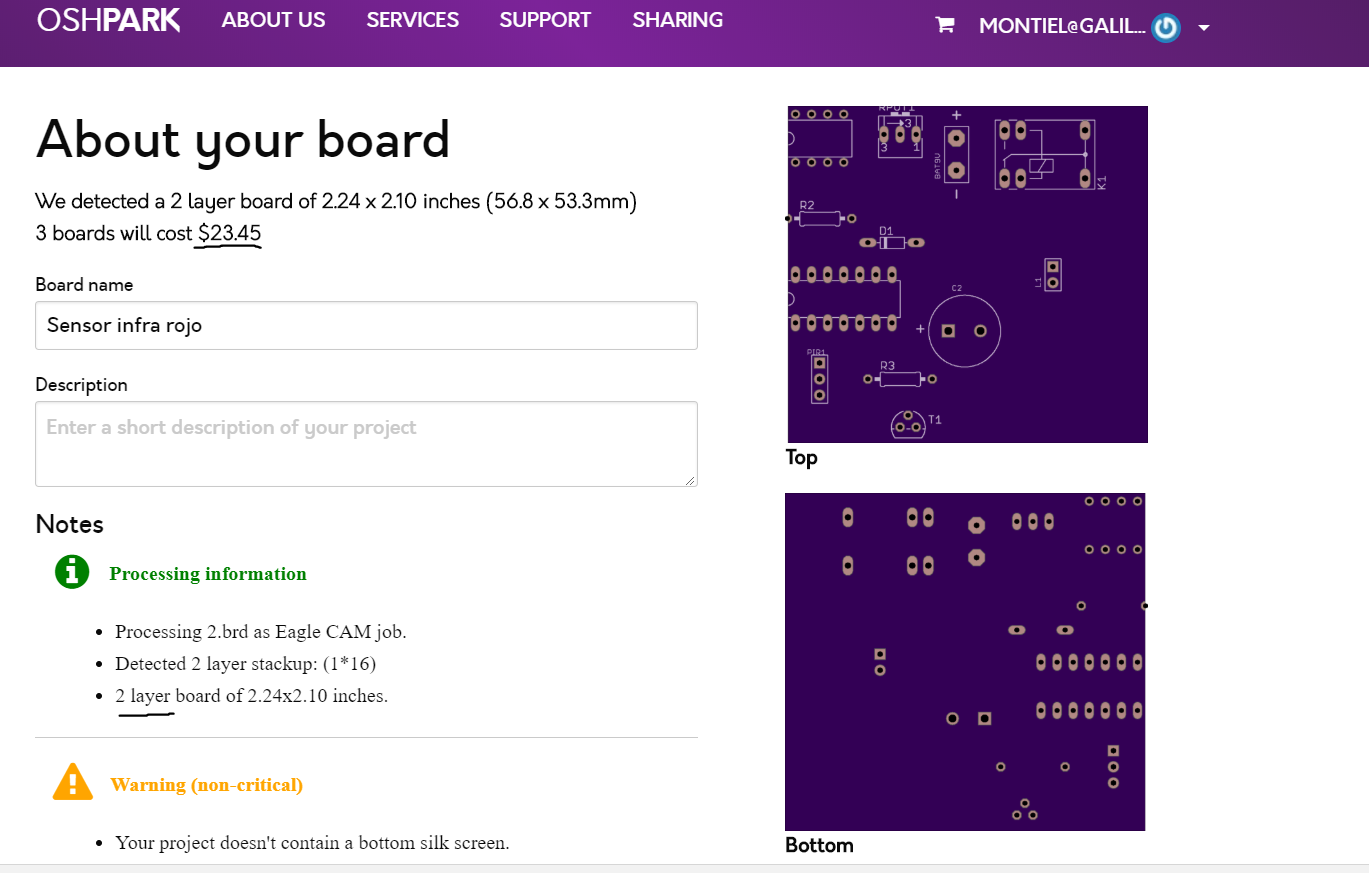 OSHPARK ABOUT US SERVICES SUPPORT SHARING MONTIEL@GALIL...
About your board
We detected a 2 layer board of 2.24 x 2.10 inches (56.8 x 53.3mm)
3 boards will cost $23.45
Board name
Sensor infra rojo
Description
Enter a short description of your project
Notes
Processing information
Processing 2.brd as Eagle CAM job.
Detected 2 layer stackup: (1*16)
2 layer board of 2.24x2.10 inches.
Warning (non-critical)
Your project doesn't contain a bottom silk screen.
RPOT1
3
3 1
+
BAT9V
-
K1
R2
D1
L1
C2
+
PIR1
R3
T1
Top
Bottom